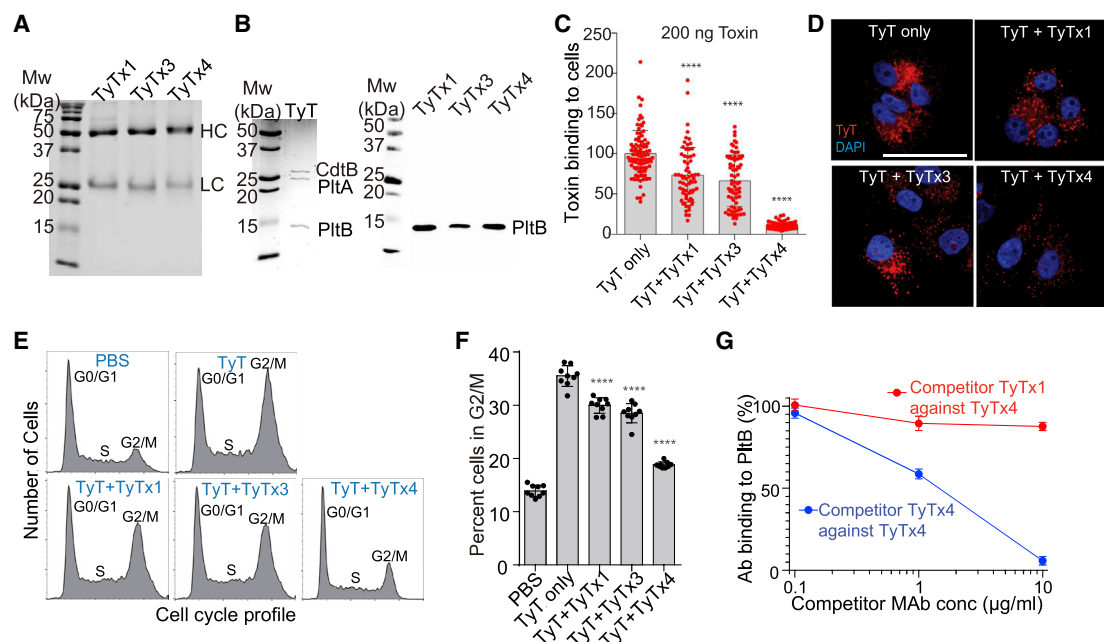 A
Mw
(kDa)
TyTx1
TyTx3
TyTx4
75
50
37
25
20
15
HC
LC
B
Mw
(kDa)
TyT
50
37
25
20
15
CdtB
PltA
PltB
Mw
(kDa)
TyTx1
TyTx3
TyTx4
50
37
25
20
15
PltB
C
200 ng Toxin
Toxin binding to cells
250
200
150
100
50
0
****
****
****
TyT only
TyT+TyTx1
TyT+TyTx3
TyT+TyTx4
D
TyT only
TyT + TyTx1
TyT
DAPI
TyT + TyTx3
TyT + TyTx4
E
Number of Cells
PBS
G0/G1
S
G2/M
TyT
G0/G1
S
G2/M
TyT+TyTx1
G0/G1
S
G2/M
TyT+TyTx3
G0/G1
S
G2/M
TyT+TyTx4
G0/G1
S
G2/M
Cell cycle profile
F
Percent cells in G2/M
40
30
20
10
0
****
****
****
PBS
TyT only
TyT+TyTx1
TyT+TyTx3
TyT+TyTx4
G
Ab binding to PltB (%)
100
50
0
Competitor TyTx1
against TyTx4
Competitor TyTx4
against TyTx4
0.1
1
10
Competitor MAb conc (µg/ml)